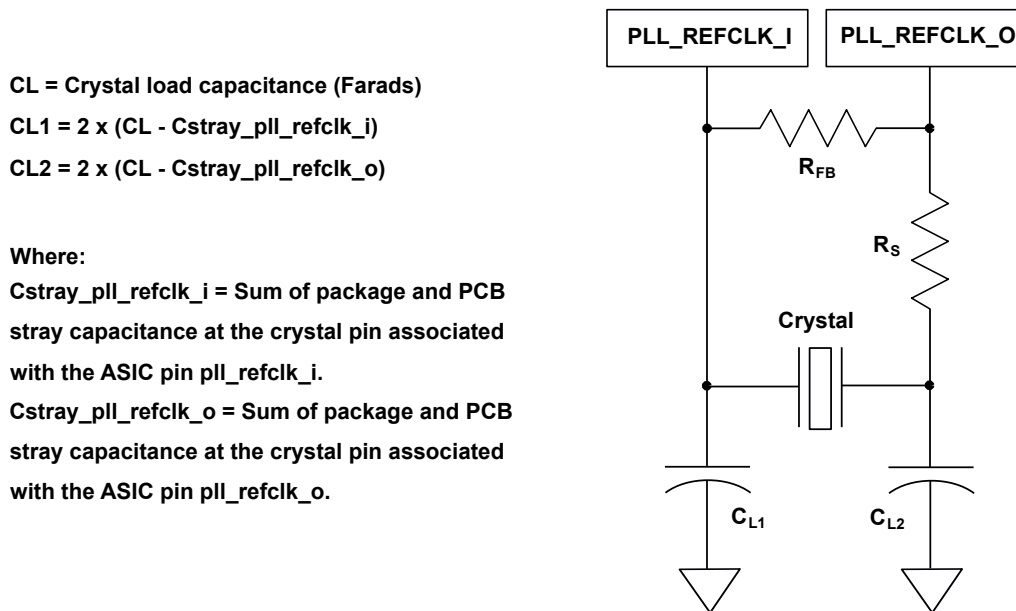 CL = Crystal load capacitance (Farads)
CL1 = 2 x (CL - Cstray_pll_refclk_i)
CL2 = 2 x (CL - Cstray_pll_refclk_o)
Where:
Cstray_pll_refclk_i = Sum of package and PCB
stray capacitance at the crystal pin associated
with the ASIC pin pll_refclk_i.
Cstray_pll_refclk_o = Sum of package and PCB
stray capacitance at the crystal pin associated
with the ASIC pin pll_refclk_o.
PLL_REFCLK_I
PLL_REFCLK_O
RFB
RS
Crystal
CL1
CL2